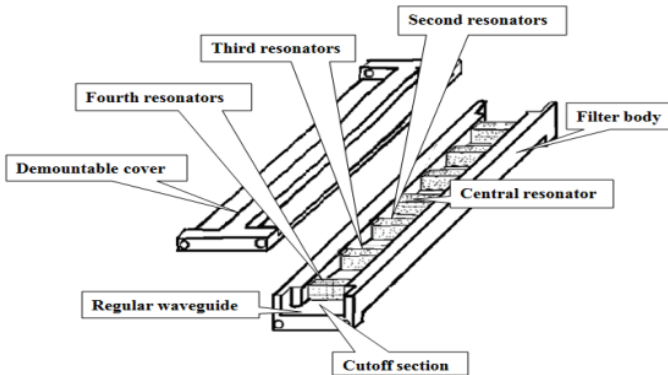 Second resonators
Third resonators
Fourth resonators
Filter body
Demountable cover
Central resonator
Regular waveguide
Cutoff section